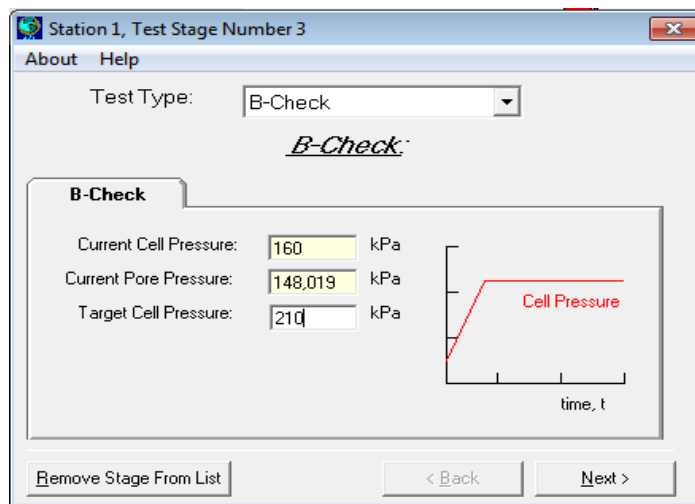 Station 1, Test Stage Number 3
About Help
Test Type: B-Check
B-Check:
B-Check
Current Cell Pressure: 160 kPa
Current Pore Pressure: 148,019 kPa
Target Cell Pressure: 210 kPa
Cell Pressure
time, t
Remove Stage From List < Back Next >